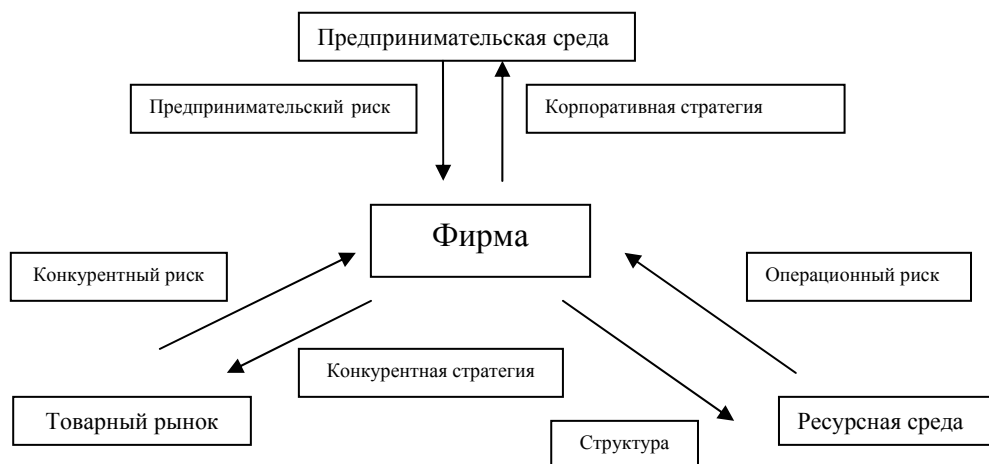 Предпринимательская среда
Предпринимательский риск
Корпоративная стратегия
Фирма
Конкурентный риск
Операционный риск
Конкурентная стратегия
Товарный рынок
Структура
Ресурсная среда